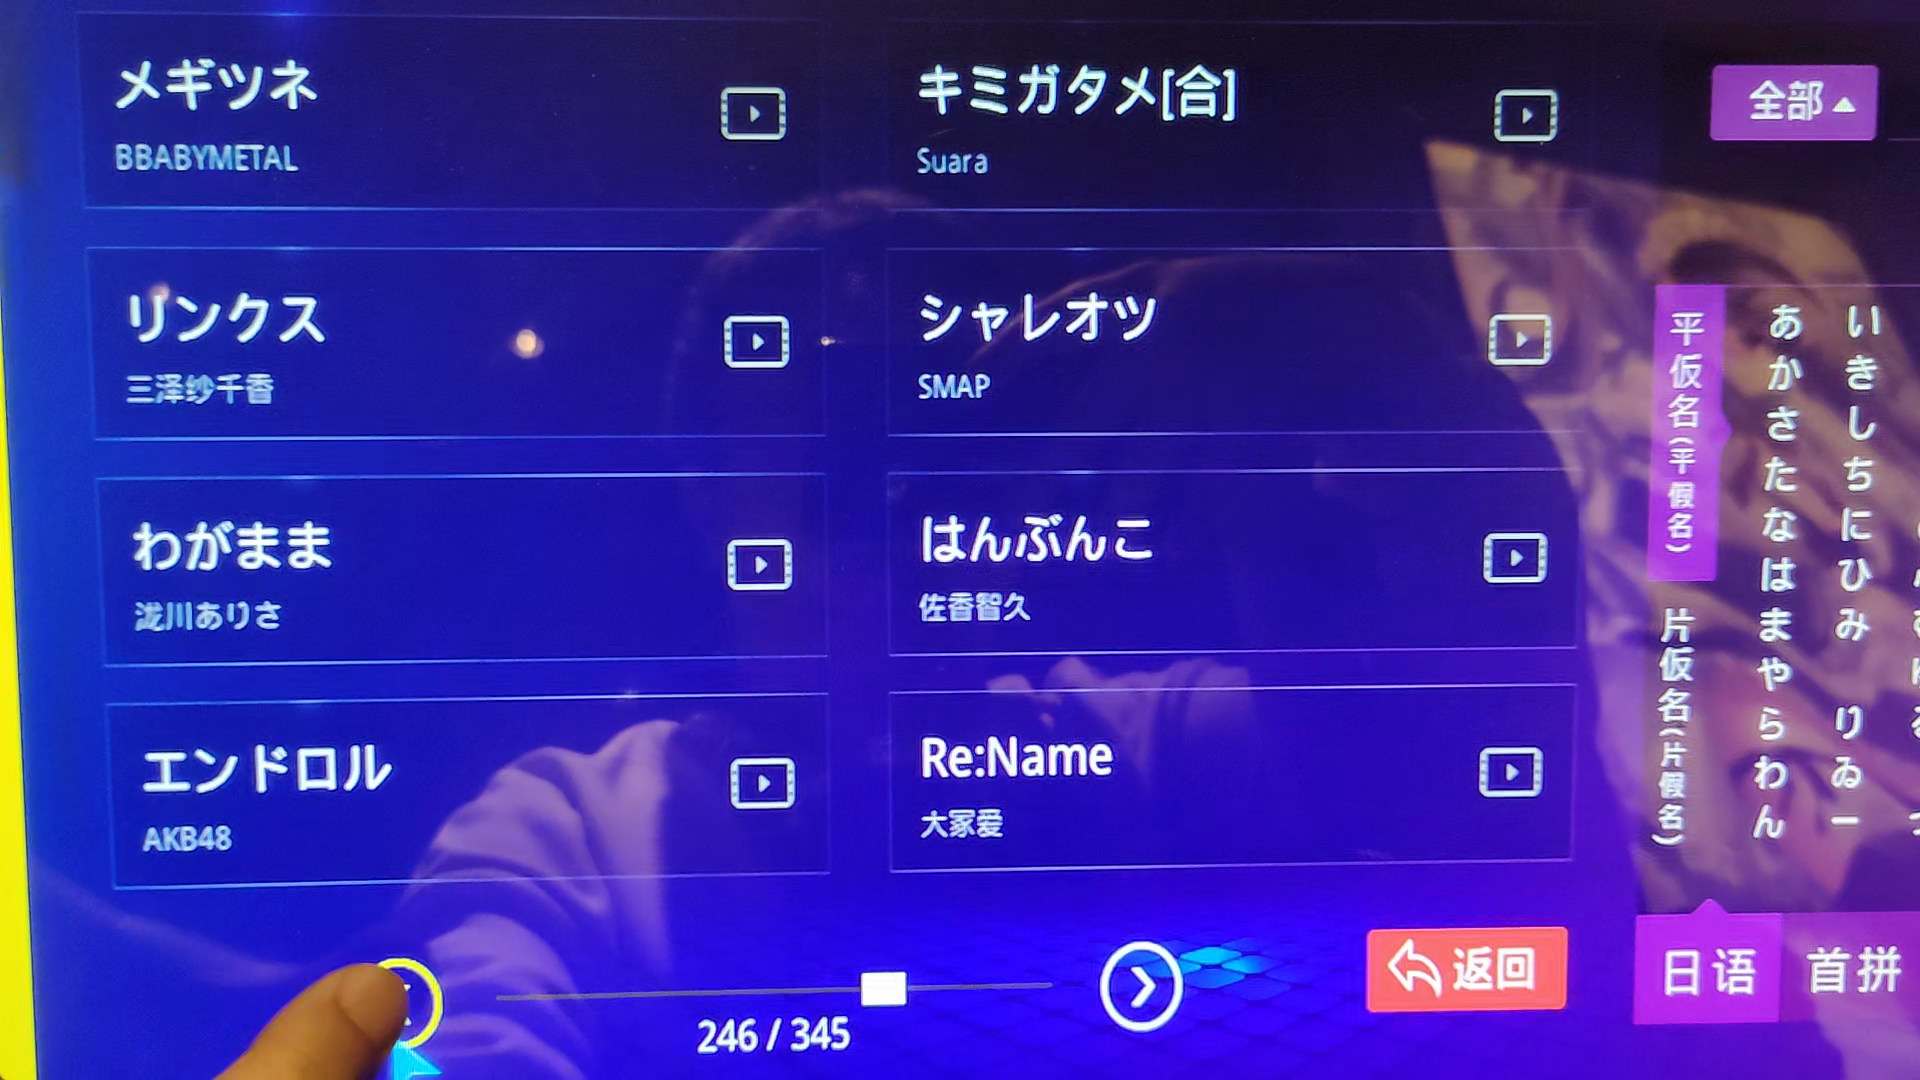 メギツネ
BBABYMETAL
キミガタメ[合]
Suara
リンクス
三泽纱千香
シャレオツ
SMAP
わがまま
泷川ありさ
はんぶんこ
佐香智久
エンドロル
AKB48
Re:Name
大冢爱
246 / 345
返回
全部
平仮名(平假名)
片仮名(片假名)
あかさたなはまやらわん
いきしちにひみ りゐー
日语
首拼